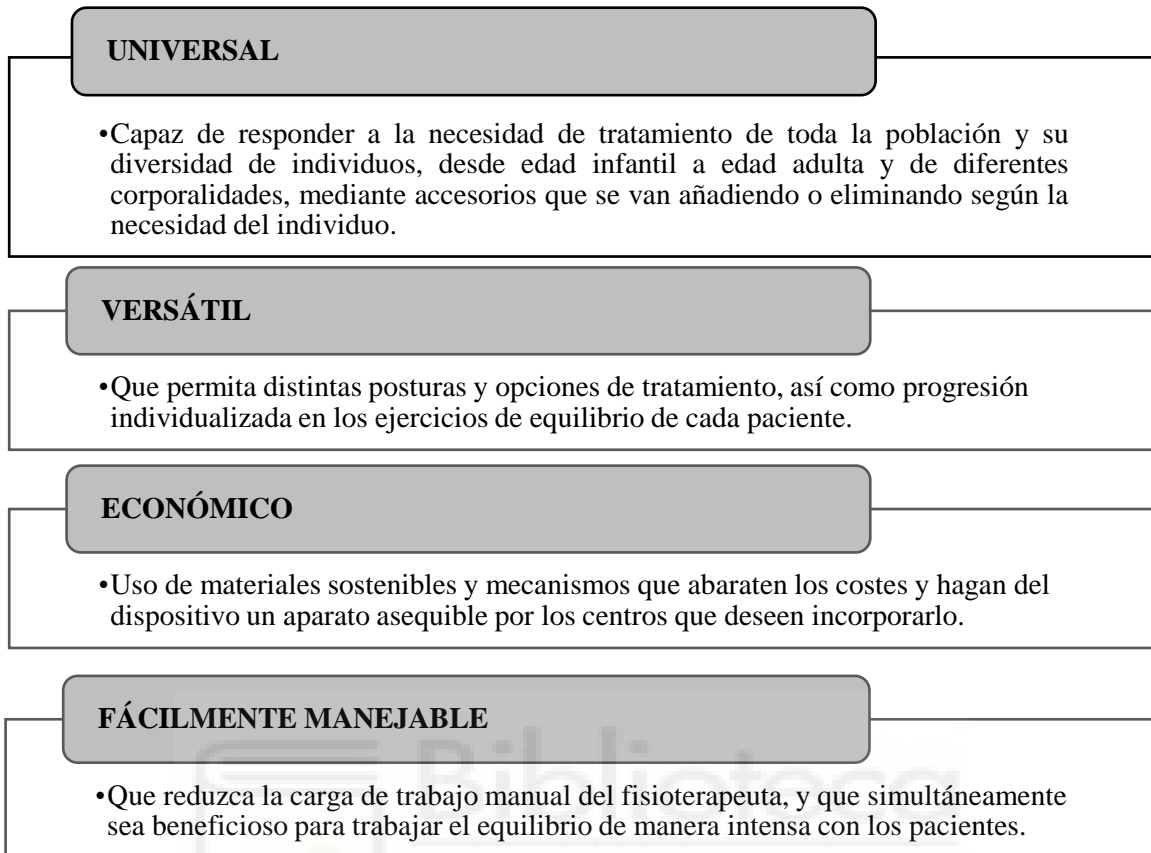 UNIVERSAL
•Capaz de responder a la necesidad de tratamiento de toda la población y su
diversidad de individuos, desde edad infantil a edad adulta y de diferentes
corporalidades, mediante accesorios que se van añadiendo o eliminando según la
necesidad del individuo.
VERSÁTIL
•Que permita distintas posturas y opciones de tratamiento, así como progresión
individualizada en los ejercicios de equilibrio de cada paciente.
ECONÓMICO
•Uso de materiales sostenibles y mecanismos que abaraten los costes y hagan del
dispositivo un aparato asequible por los centros que deseen incorporarlo.
FÁCILMENTE MANEJABLE
Biblioteca
•Que reduzca la carga de trabajo manual del fisioterapeuta, y que simultáneamente
sea beneficioso para trabajar el equilibrio de manera intensa con los pacientes.